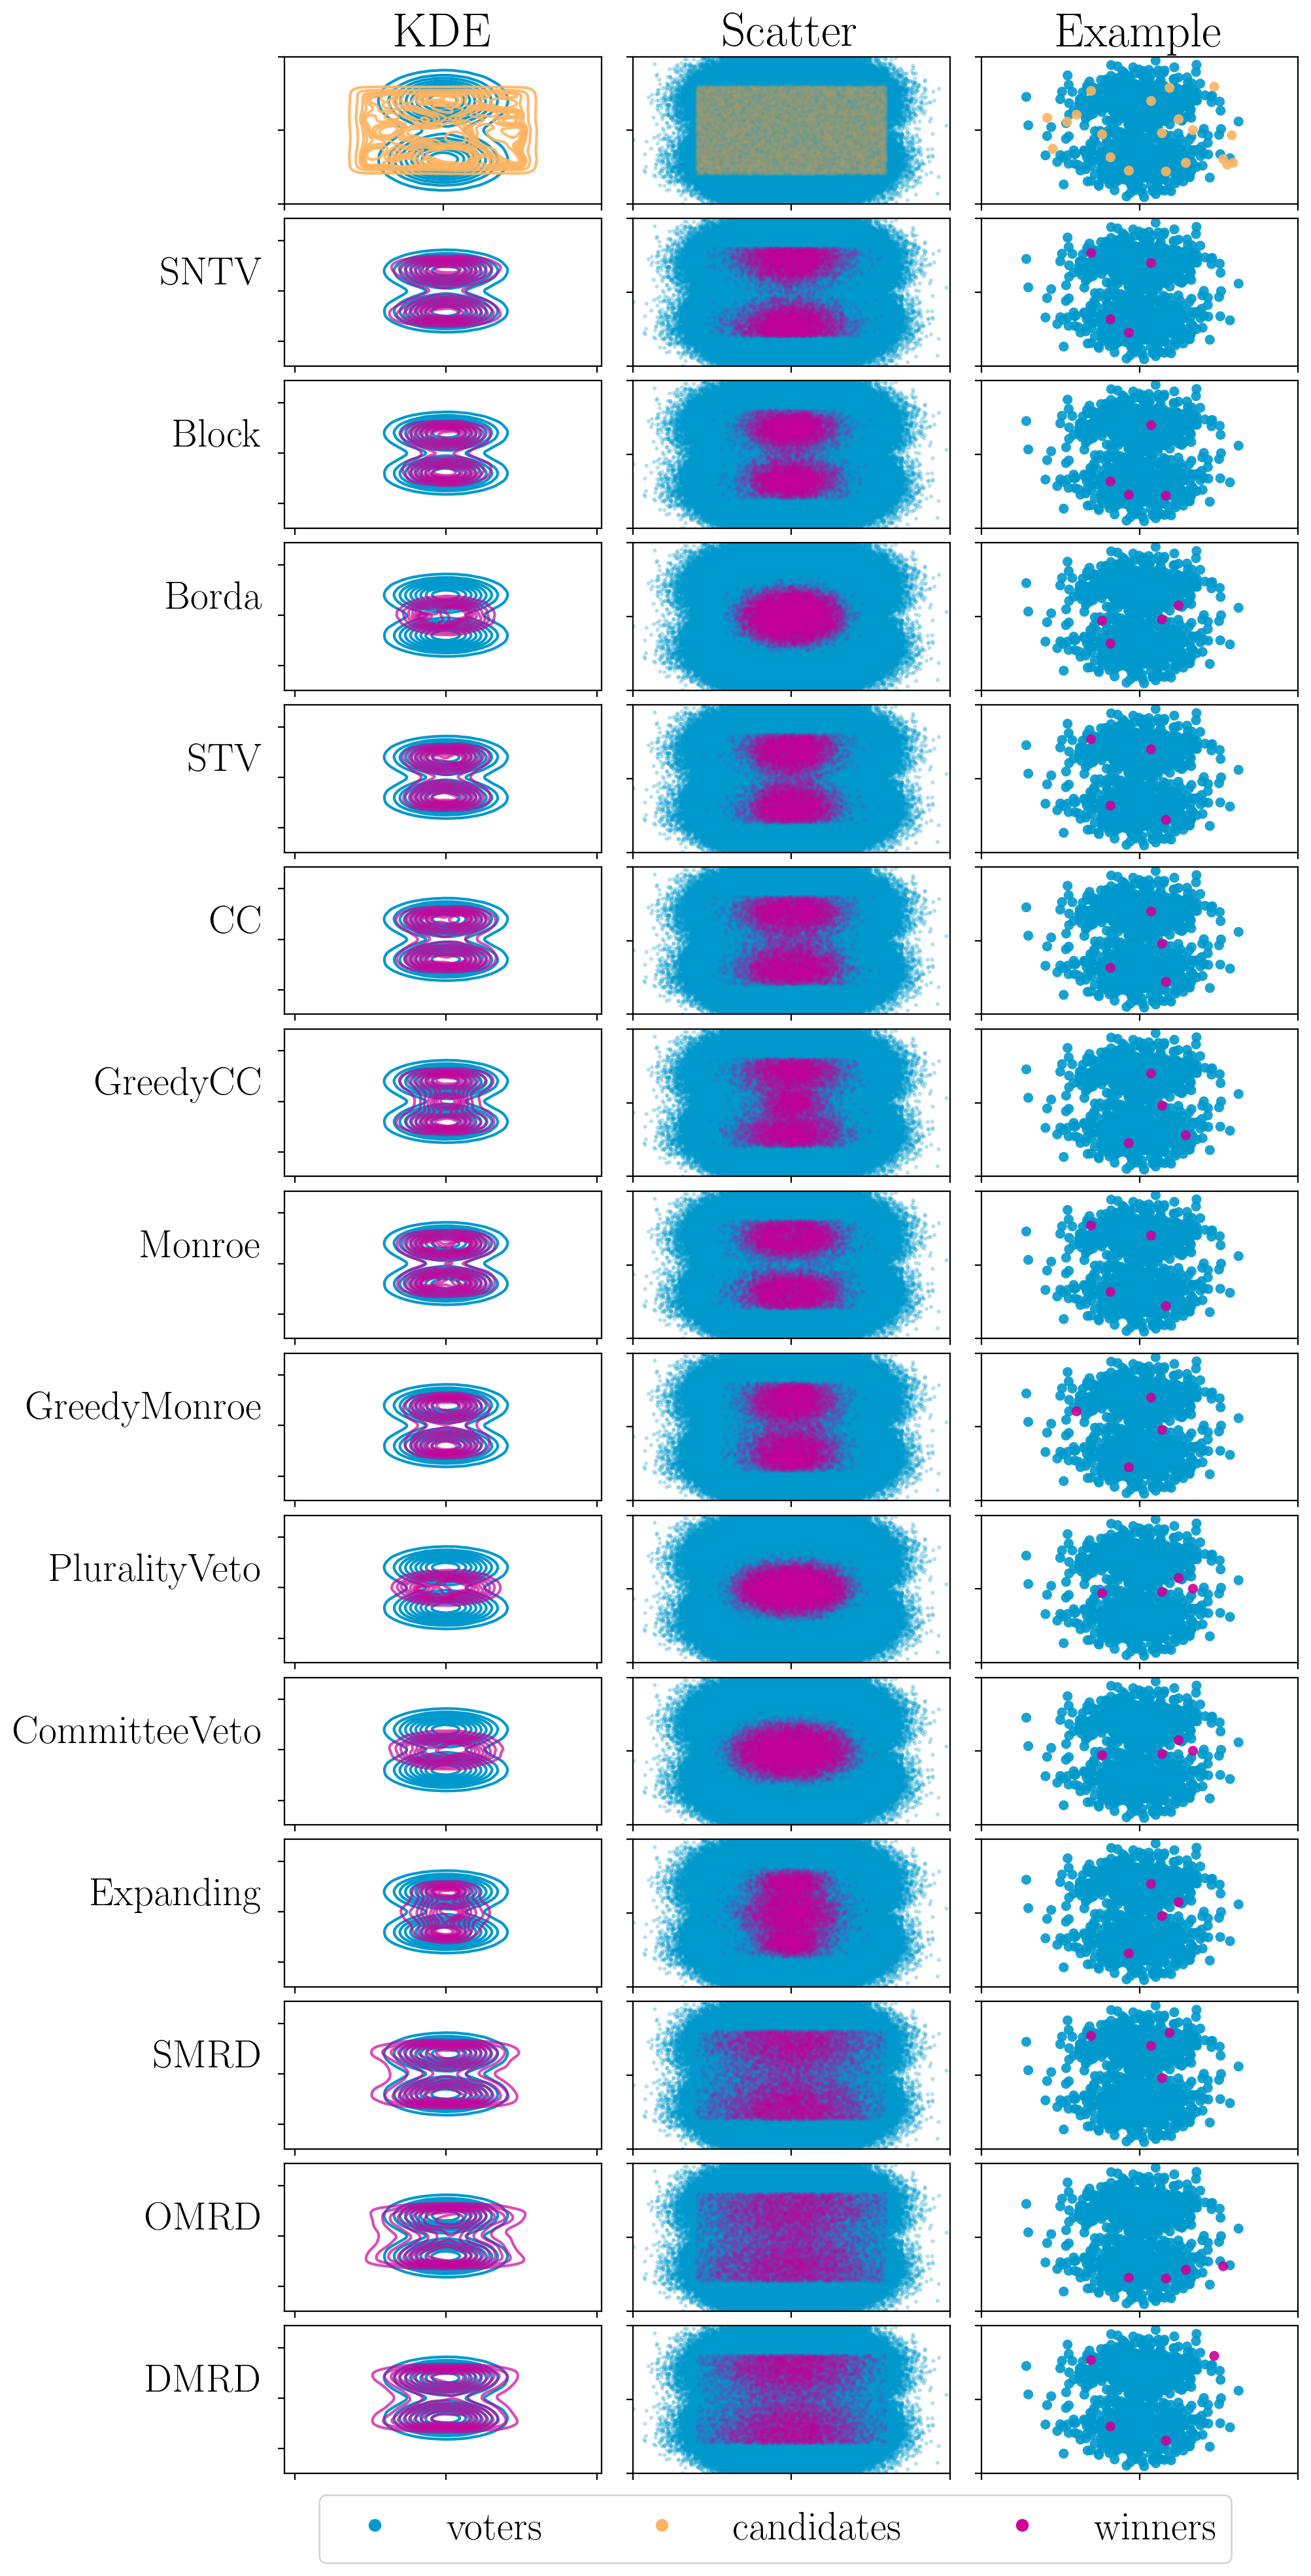 KDE Scatter Example
SNTV
Block
Borda
STV
CC
GreedyCC
Monroe
GreedyMonroe
PluralityVeto
CommitteeVeto
Expanding
SMRD
OMRD
DMRD
voters candidates winners